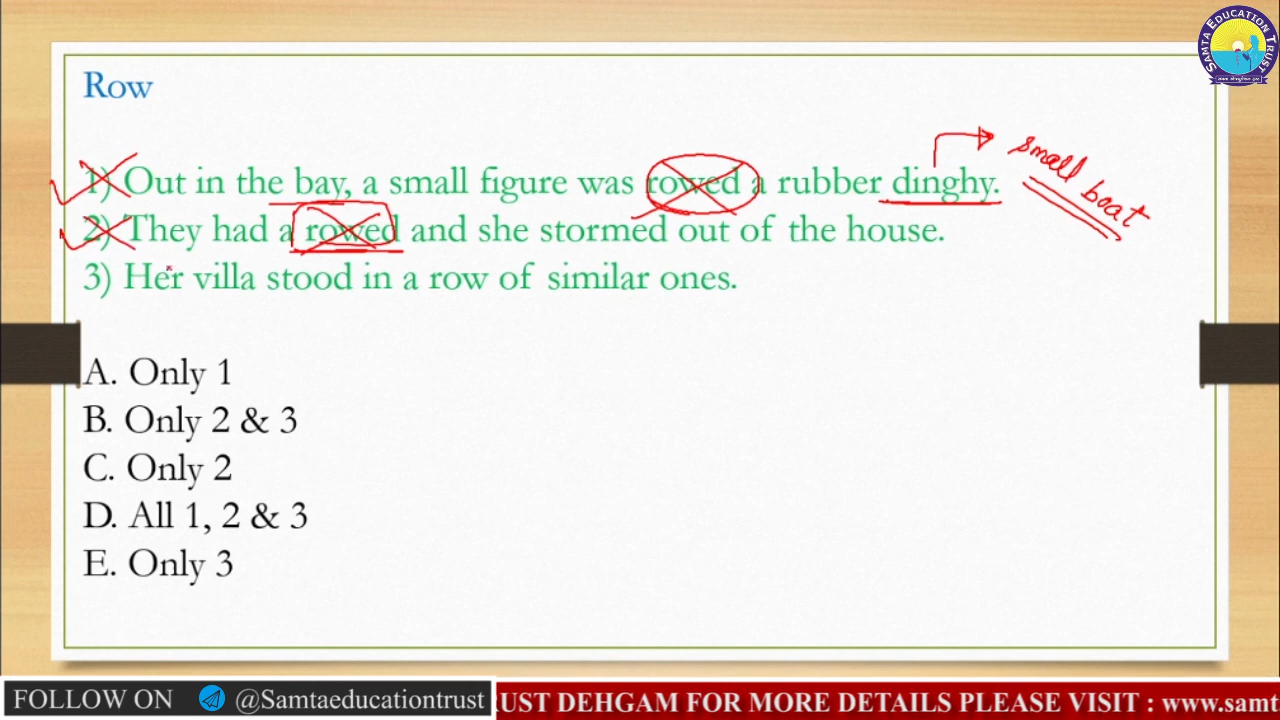 SAMTA EDUCATION TRUST
Row
1) Out in the bay, a small figure was rowed a rubber dinghy.
small boat
2) They had a rowed and she stormed out of the house.
3) Her villa stood in a row of similar ones.
A. Only 1
B. Only 2 & 3
C. Only 2
D. All 1, 2 & 3
E. Only 3
FOLLOW ON @Samtaeducationtrust
UST DEHGAM FOR MORE DETAILS PLEASE VISIT : www.samt